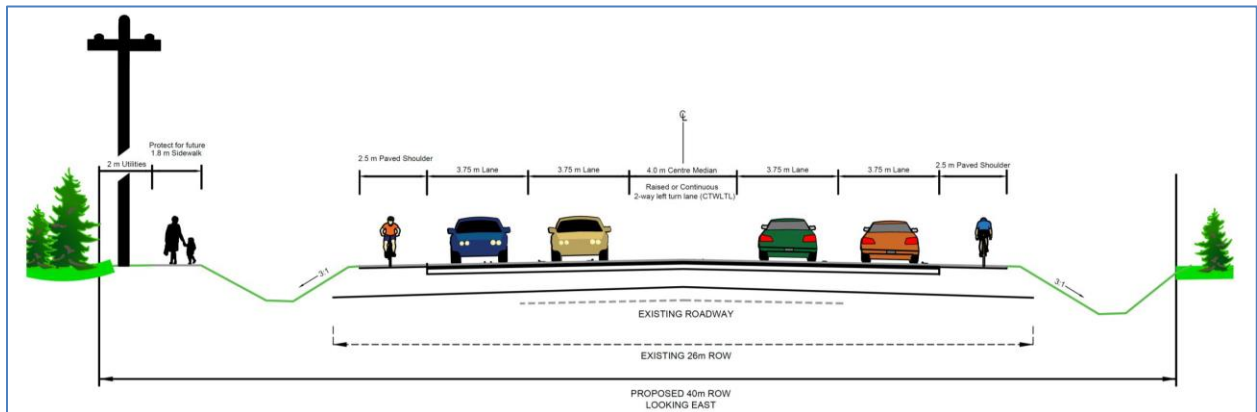 ℄
Protect for future
1.8 m Sidewalk
2 m Utilities
2.5 m Paved Shoulder
3.75 m Lane
3.75 m Lane
4.0 m Centre Median
3.75 m Lane
3.75 m Lane
2.5 m Paved Shoulder
Raised or Continuous
2-way left turn lane (CTWLTL)
3:1
3:1
EXISTING ROADWAY
EXISTING 26m ROW
PROPOSED 40m ROW
LOOKING EAST